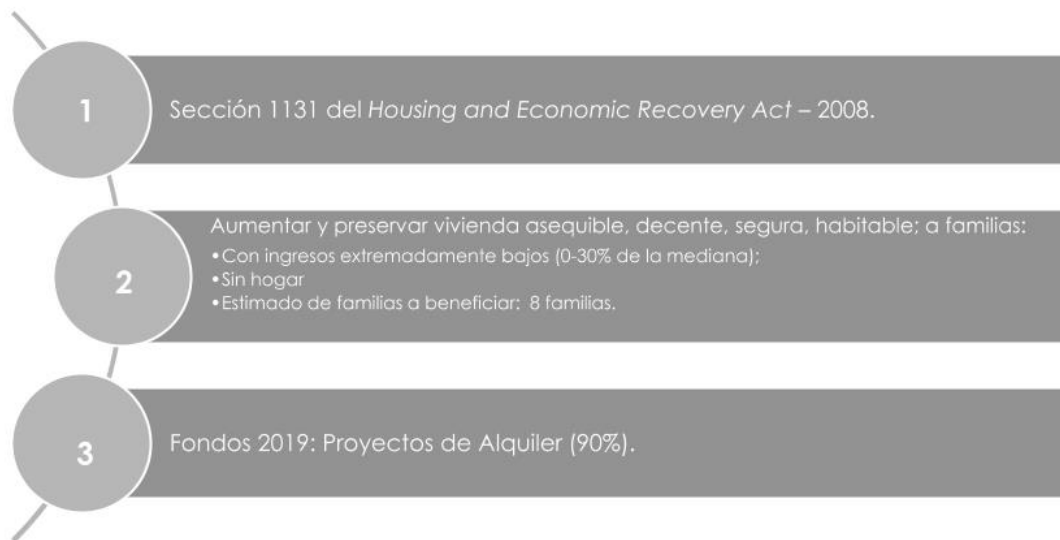 1
Sección 1131 del Housing and Economic Recovery Act – 2008.
2
Aumentar y preservar vivienda asequible, decente, segura, habitable; a familias:
•Con ingresos extremadamente bajos (0-30% de la mediana);
•Sin hogar
•Estimado de familias a beneficiar: 8 familias.
3
Fondos 2019: Proyectos de Alquiler (90%).